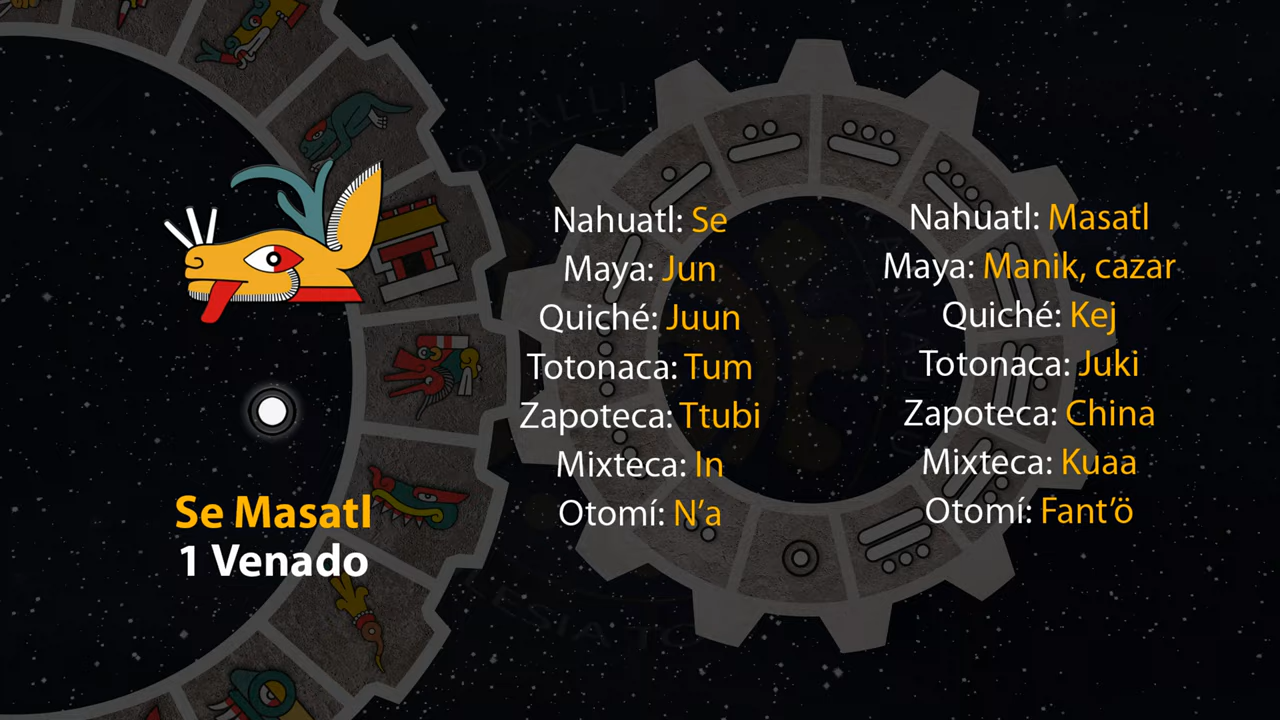 Se Masatl
1 Venado
Nahuatl: Se
Maya: Jun
Quiché: Juun
Totonaca: Tum
Zapoteca: Ttubi
Mixteca: In
Otomí: N’a
Nahuatl: Masatl
Maya: Manik, cazar
Quiché: Kej
Totonaca: Juki
Zapoteca: China
Mixteca: Kuaa
Otomí: Fant’ö